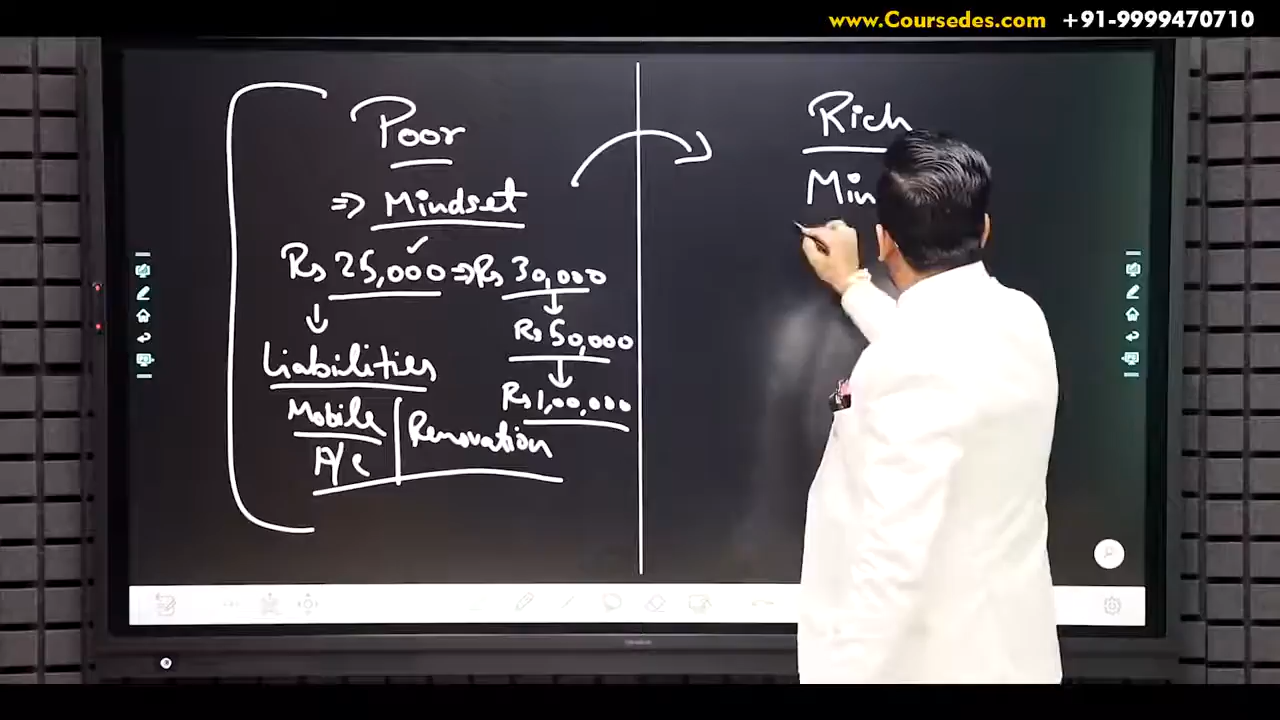 www.Coursedes.com +91-9999470710
Poor
⇒ Mindset
Rs 25,000 ⇒ Rs 30,000
Rs 50,000
Liabilities
Rs 1,00,000
Mobile
Renovation
A/c
Rich
Min